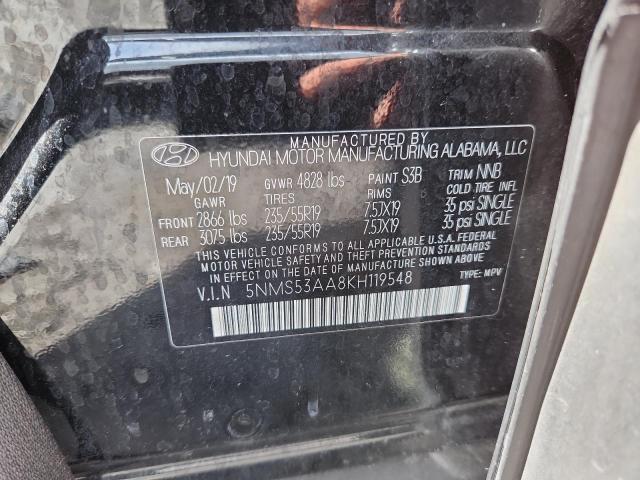 MANUFACTURED BY
HYUNDAI MOTOR MANUFACTURING ALABAMA, LLC
May/02/19 GVWR 4828 lbs- PAINT S3B TRIM NNB
GAWR TIRES RIMS COLD TIRE INFL
FRONT 2866 lbs 235/55R19 7.5JX19 35 psi SINGLE
REAR 3075 lbs 235/55R19 7.5JX19 35 psi SINGLE
THIS VEHICLE CONFORMS TO ALL APPLICABLE U.S.A. FEDERAL
MOTOR VEHICLE SAFETY AND THEFT PREVENTION STANDARDS
IN EFFECT ON THE DATE OF MANUFACTURE SHOWN ABOVE.
V.I.N 5NMS53AA8KH119548 TYPE: MPV